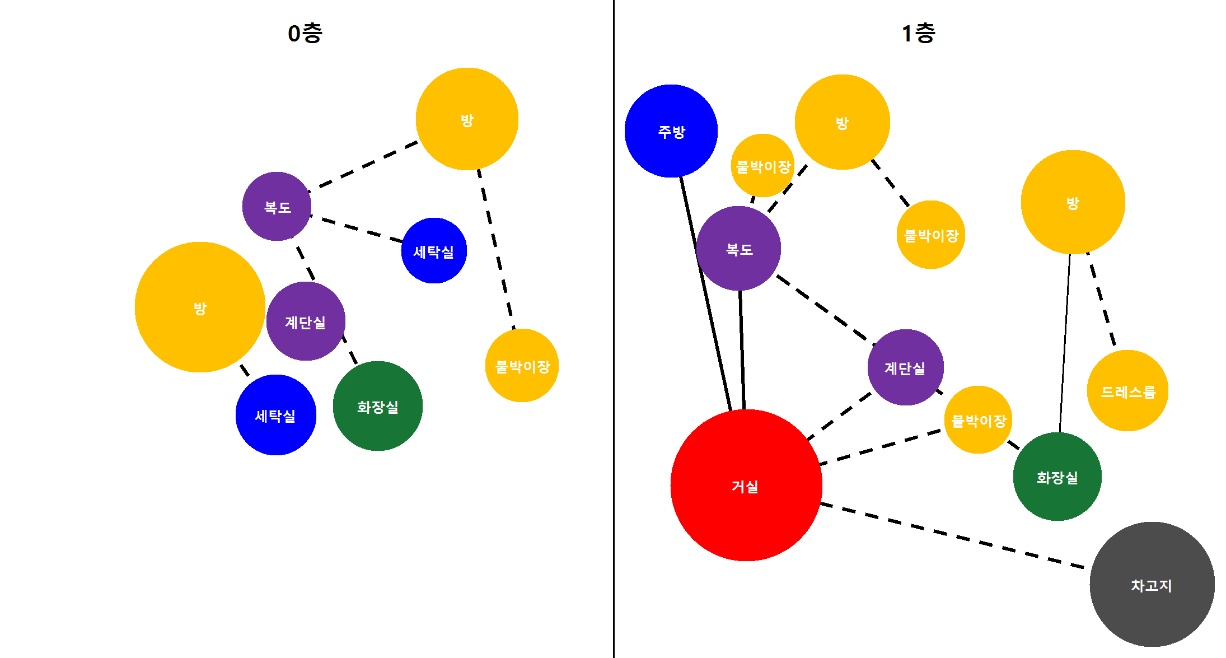 0층
방
복도
세탁실
방
계단실
붙박이장
세탁실
화장실
1층
주방
방
붙박이장
방
복도
붙박이장
계단실
드레스룸
붙박이장
화장실
거실
차고지